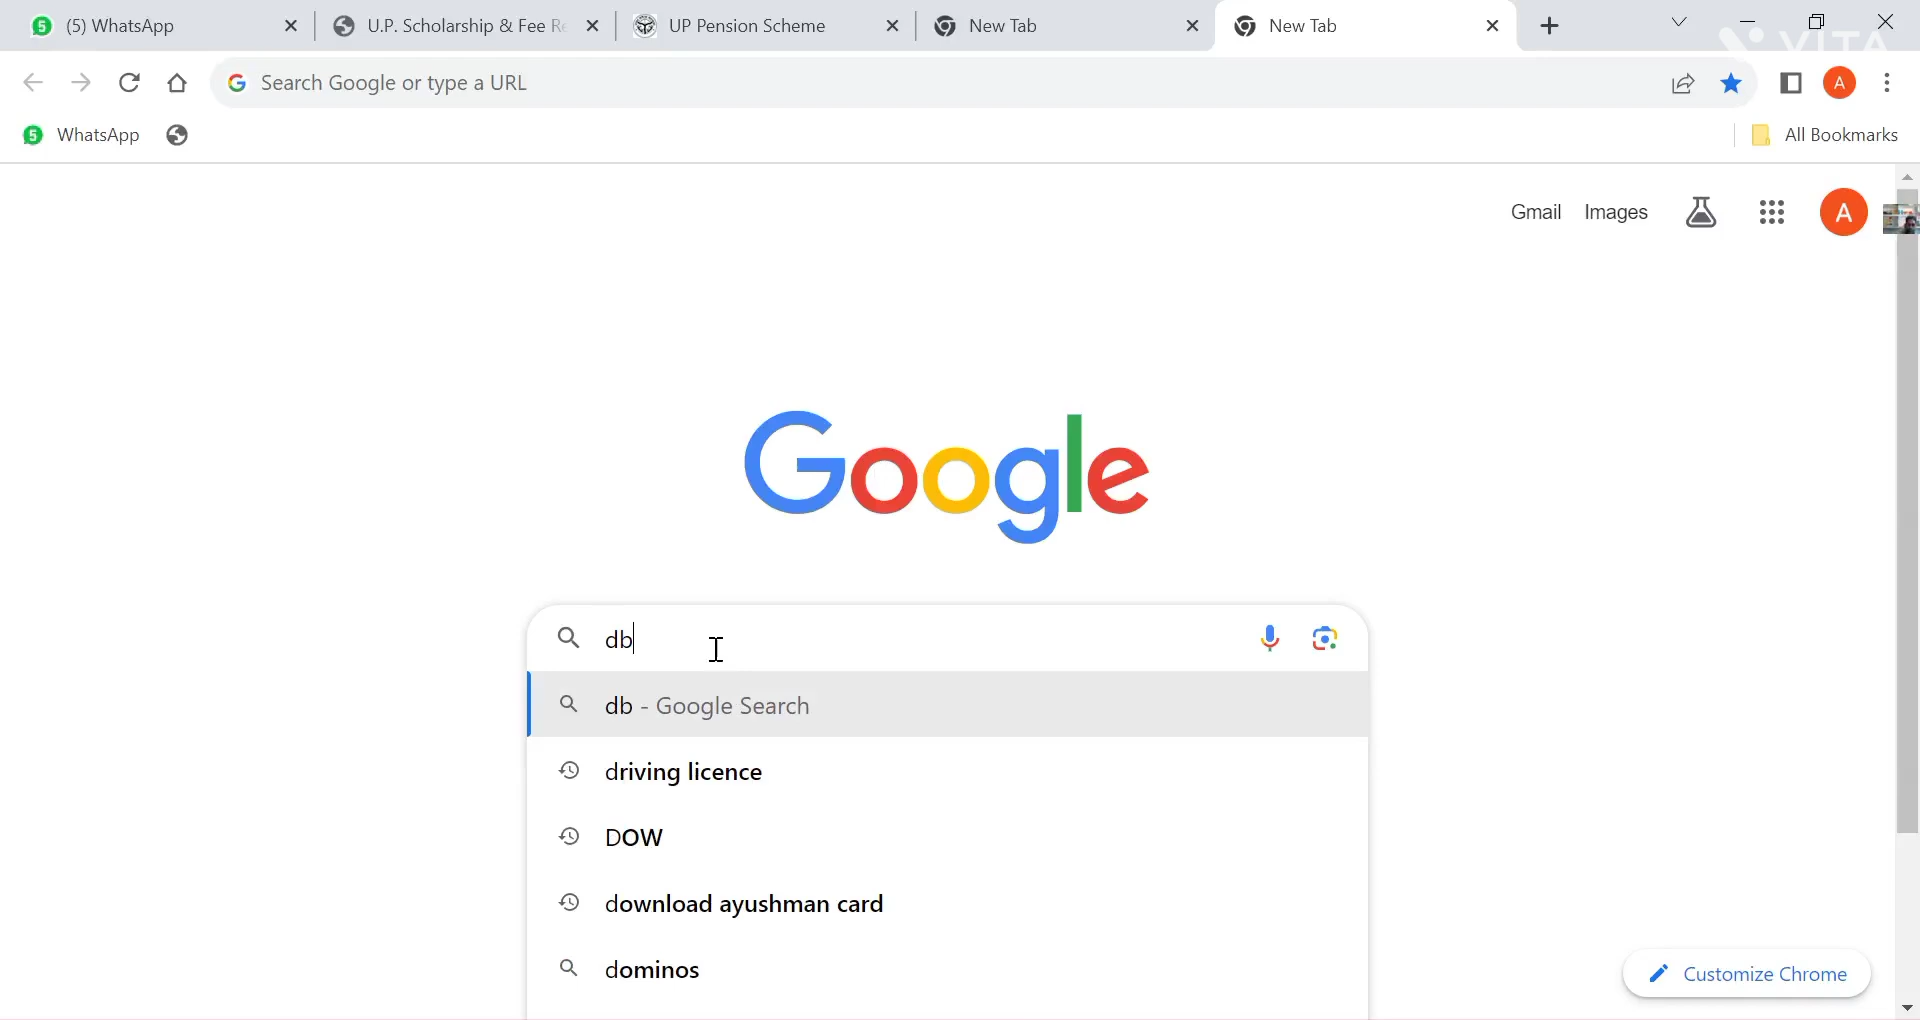 (5) WhatsApp
U.P. Scholarship & Fee Re
UP Pension Scheme
New Tab
New Tab
VITA
Search Google or type a URL
A
WhatsApp
All Bookmarks
Gmail
Images
A
Google
db
db - Google Search
driving licence
DOW
download ayushman card
dominos
Customize Chrome